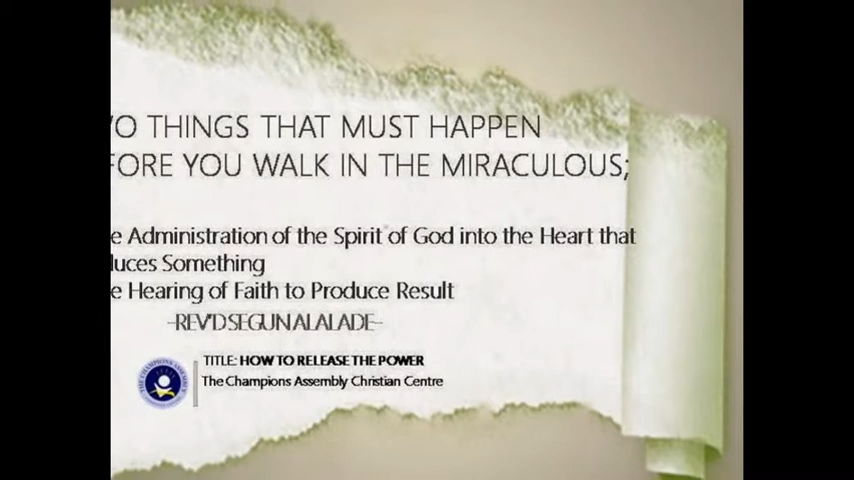 O THINGS THAT MUST HAPPEN
FORE YOU WALK IN THE MIRACULOUS;
e Administration of the Spirit of God into the Heart that
duces Something
e Hearing of Faith to Produce Result
-REV'D SEGUN ALALADE-
TITLE: HOW TO RELEASE THE POWER
The Champions Assembly Christian Centre